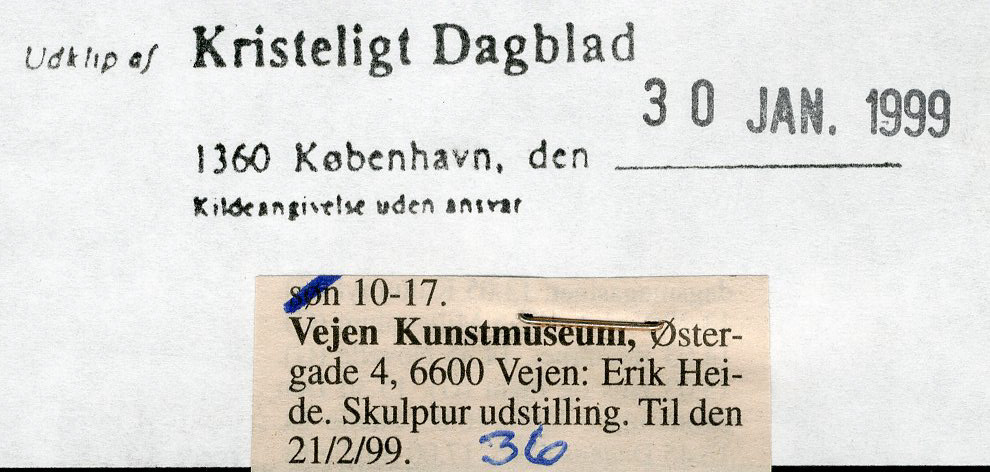 Udklip af Kristeligt Dagblad
30 JAN. 1999
1360 København, den
Kildeangivelse uden ansvar
søn 10-17.
Vejen Kunstmuseum, Øster-
gade 4, 6600 Vejen: Erik Hei-
de. Skulptur udstilling. Til den
21/2/99.
36